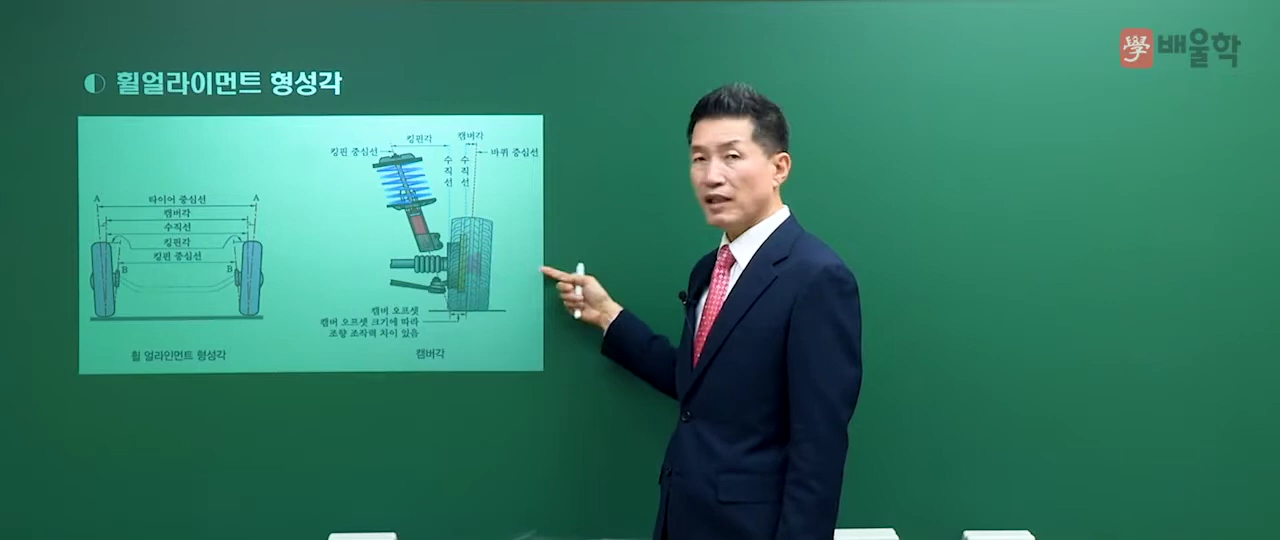 學 배울학
휠얼라이먼트 형성각
타이어 중심선
A A
캠버각
수직선
킹핀각
킹핀 중심선
B B
휠 얼라인먼트 형성각
킹핀각 캠버각
킹핀 중심선 바퀴 중심선
수직선 수직선
캠버 오프셋
캠버 오프셋 크기에 따라
조향 조작력 차이 있음
캠버각